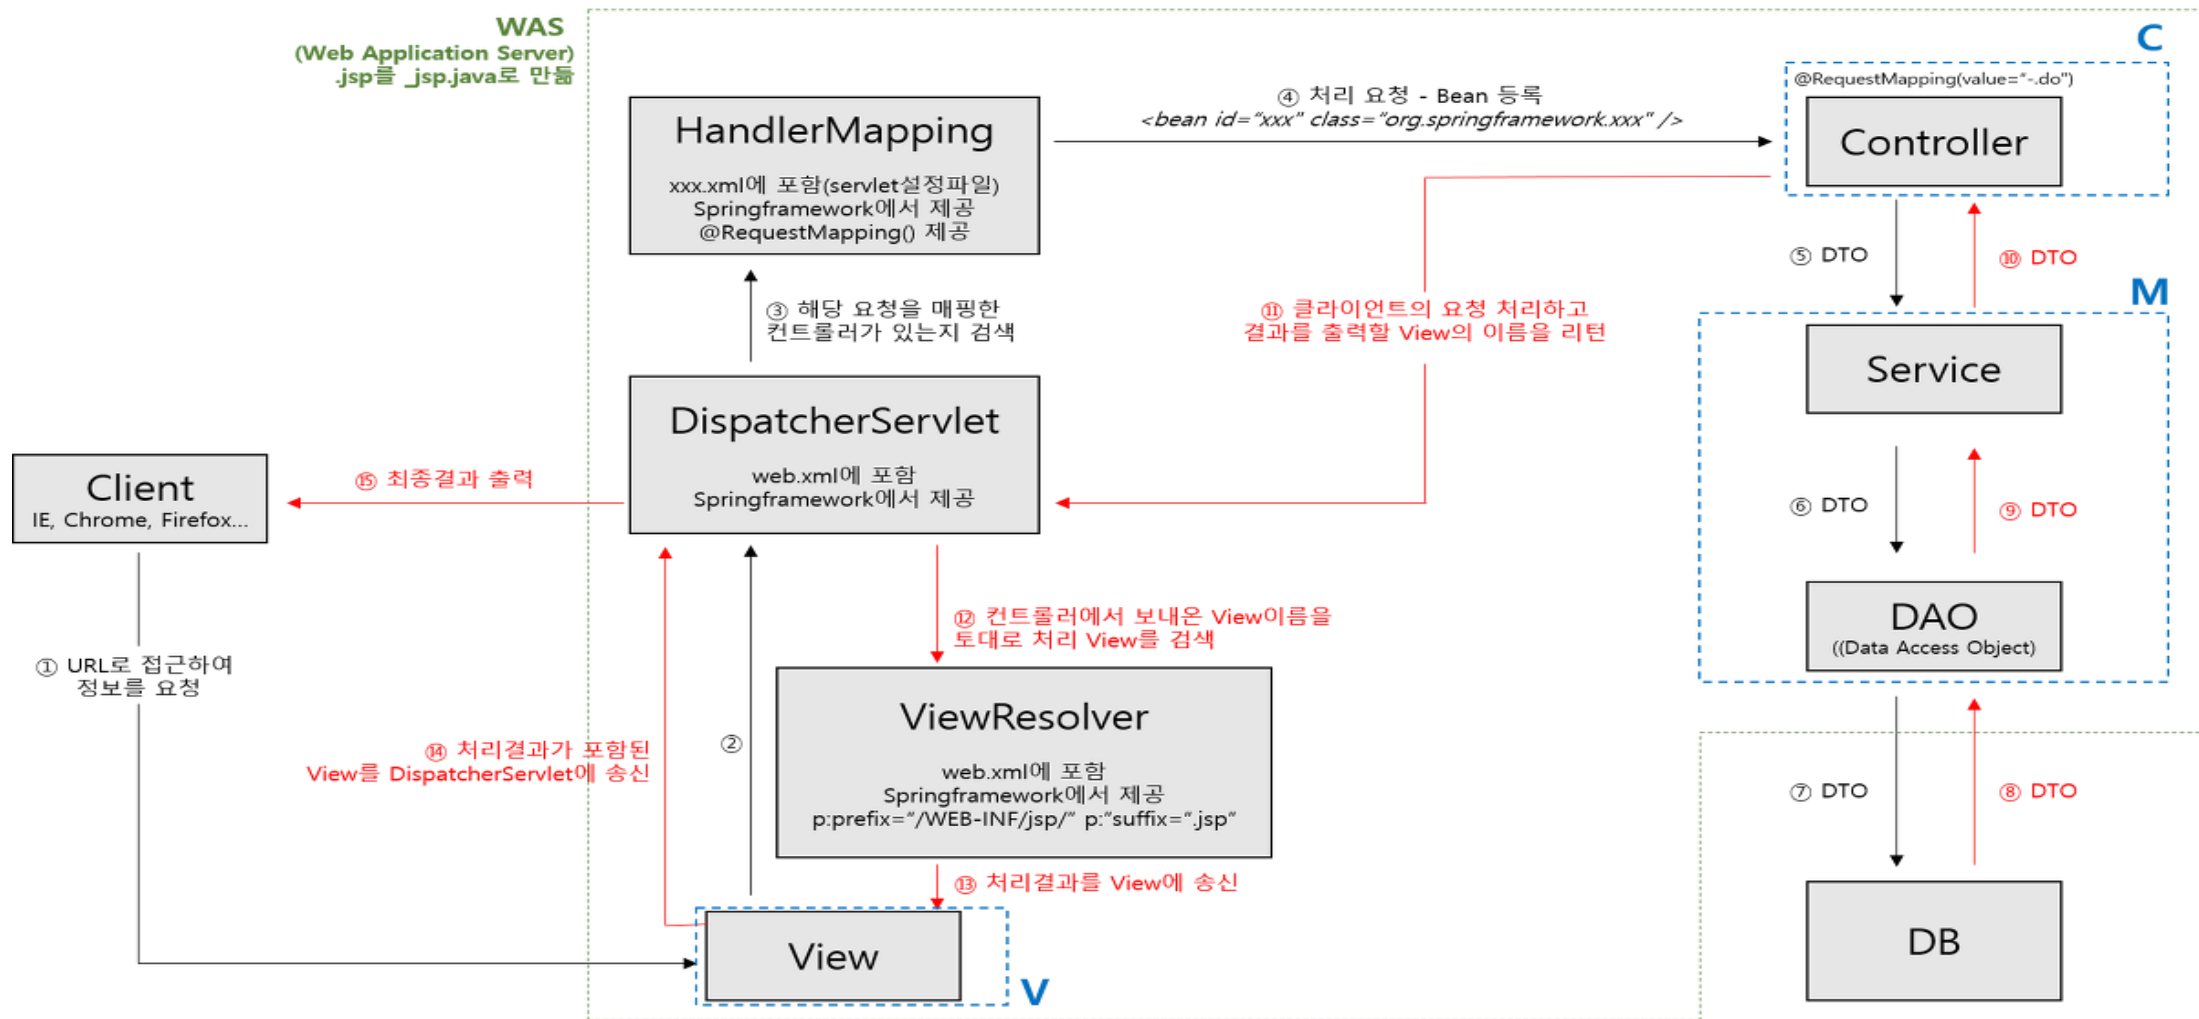 WAS
(Web Application Server)
.jsp를 _jsp.java로 만듦
C
@RequestMapping(value="-.do")
Controller
④ 처리 요청 - Bean 등록
<bean id="xxx" class="org.springframework.xxx" />
HandlerMapping
xxx.xml에 포함(servlet설정파일)
Springframework에서 제공
@RequestMapping() 제공
⑤ DTO
⑩ DTO
③ 해당 요청을 매핑한
컨트롤러가 있는지 검색
⑪ 클라이언트의 요청 처리하고
결과를 출력할 View의 이름을 리턴
M
Service
DispatcherServlet
web.xml에 포함
Springframework에서 제공
⑮ 최종결과 출력
Client
IE, Chrome, Firefox...
⑥ DTO
⑨ DTO
⑫ 컨트롤러에서 보내온 View이름을
토대로 처리 View를 검색
DAO
((Data Access Object)
① URL로 접근하여
정보를 요청
ViewResolver
web.xml에 포함
Springframework에서 제공
p:prefix="/WEB-INF/jsp/" p:"suffix=".jsp"
②
⑭ 처리결과가 포함된
View를 DispatcherServlet에 송신
⑦ DTO
⑧ DTO
⑬ 처리결과를 View에 송신
View
V
DB